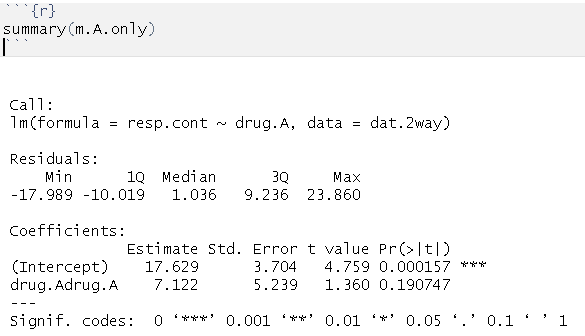 ```{r}
summary(m.A.only)
```
Call:
lm(formula = resp.cont ~ drug.A, data = dat.2way)
Residuals:
    Min      1Q  Median      3Q     Max
-17.989 -10.019   1.036   9.236  23.860
Coefficients:
             Estimate Std. Error t value Pr(>|t|)
(Intercept)    17.629      3.704   4.759 0.000157 ***
drug.Adrug.A    7.122      5.239   1.360 0.190747
---
Signif. codes:  0 ‘***’ 0.001 ‘**’ 0.01 ‘*’ 0.05 ‘.’ 0.1 ‘ ’ 1